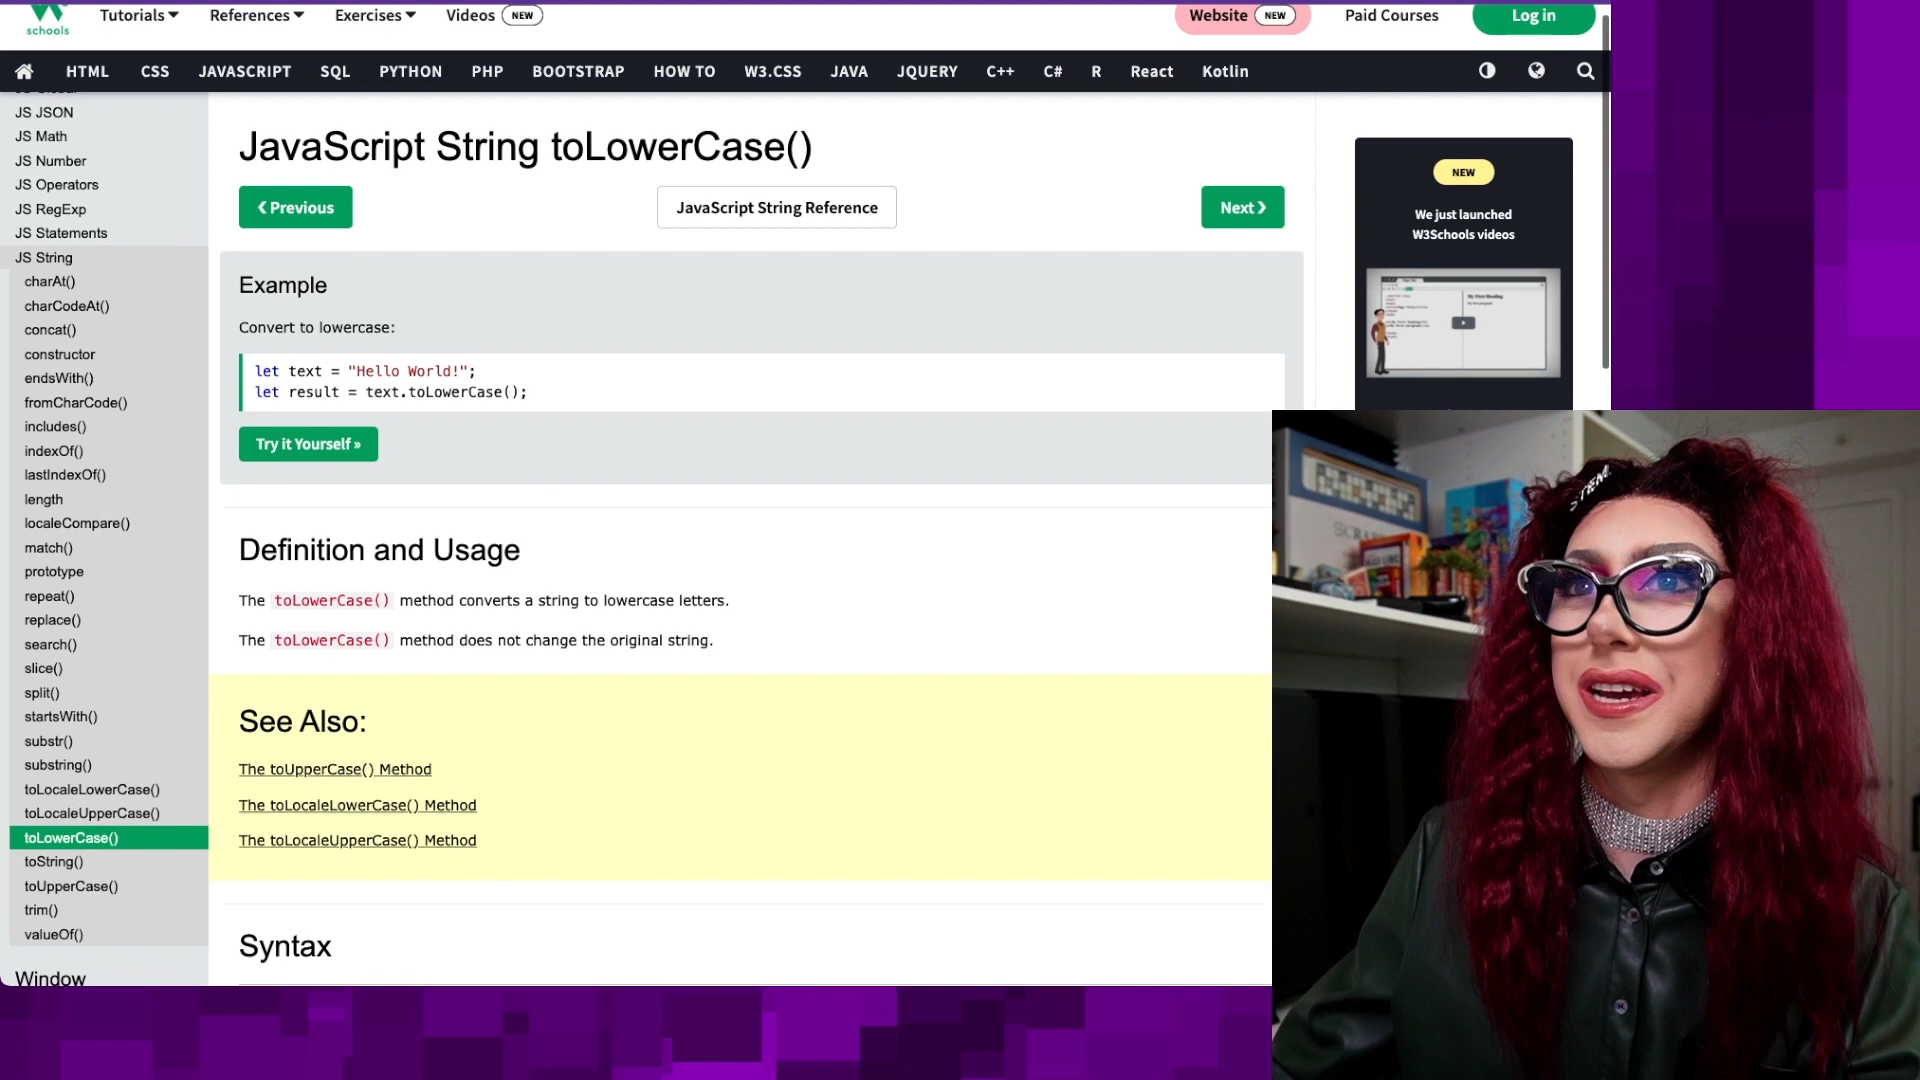 schools
Tutorials
References
Exercises
Videos
NEW
Website
NEW
Paid Courses
Log in
HTML
CSS
JAVASCRIPT
SQL
PYTHON
PHP
BOOTSTRAP
HOW TO
W3.CSS
JAVA
JQUERY
C++
C#
R
React
Kotlin
JS JSON
JS Math
JS Number
JS Operators
JS RegExp
JS Statements
JS String
charAt()
charCodeAt()
concat()
constructor
endsWith()
fromCharCode()
includes()
indexOf()
lastIndexOf()
length
localeCompare()
match()
prototype
repeat()
replace()
search()
slice()
split()
startsWith()
substr()
substring()
toLocaleLowerCase()
toLocaleUpperCase()
toLowerCase()
toString()
toUpperCase()
trim()
valueOf()
Window
JavaScript String toLowerCase()
❮ Previous
JavaScript String Reference
Next ❯
Example
Convert to lowercase:
let text = "Hello World!";
let result = text.toLowerCase();
Try it Yourself »
Definition and Usage
The toLowerCase() method converts a string to lowercase letters.
The toLowerCase() method does not change the original string.
See Also:
The toUpperCase() Method
The toLocaleLowerCase() Method
The toLocaleUpperCase() Method
Syntax
NEW
We just launched
W3Schools videos